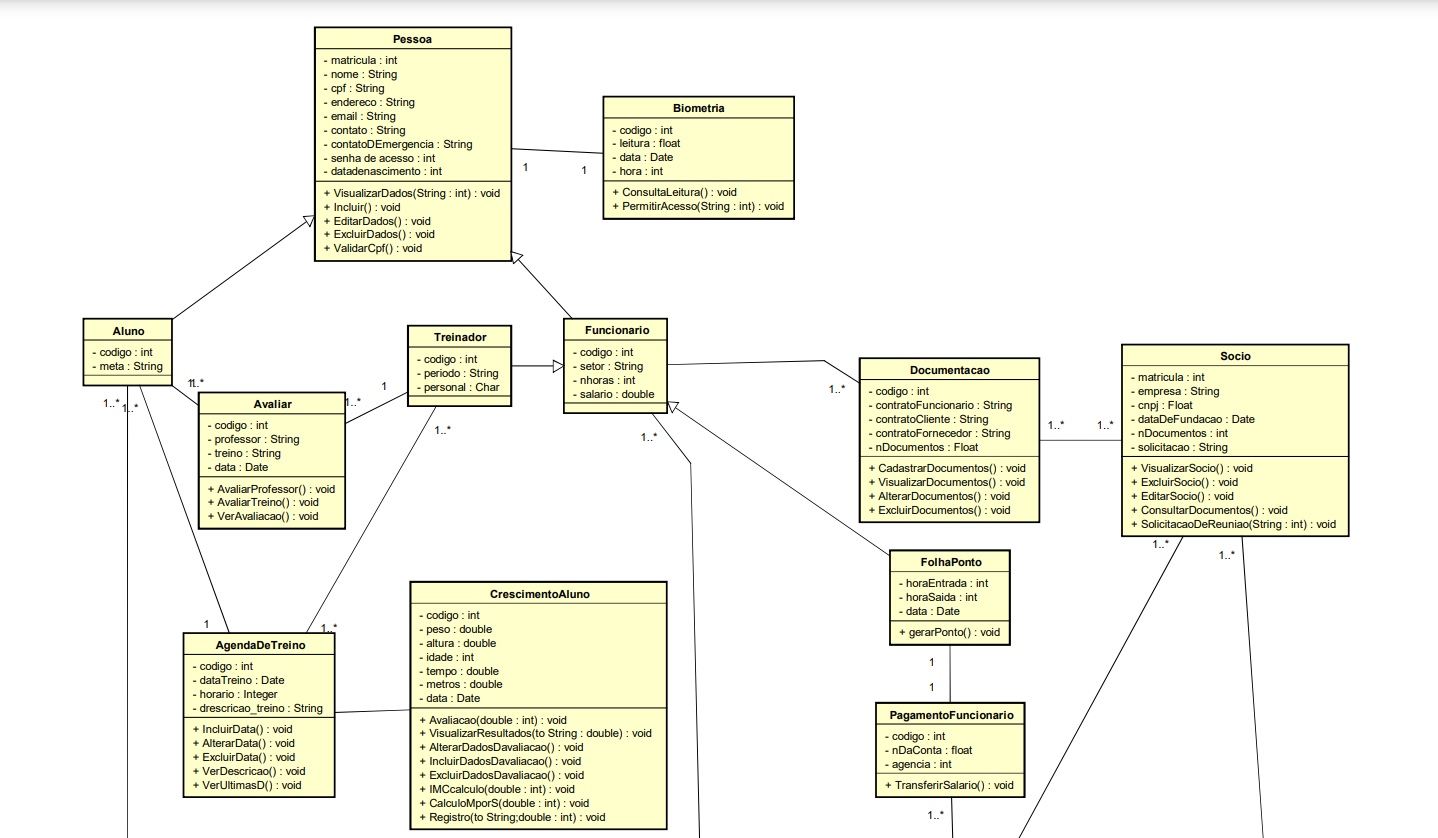 Pessoa
- matricula : int
- nome : String
- cpf : String
- endereco : String
- email : String
- contato : String
- contatoDEmergencia : String
- senha de acesso : int
- datadenascimento : int
+ VisualizarDados(String : int) : void
+ Incluir() : void
+ EditarDados() : void
+ ExcluirDados() : void
+ ValidarCpf() : void
1
1
Biometria
- codigo : int
- leitura : float
- data : Date
- hora : int
+ ConsultaLeitura() : void
+ PermitirAcesso(String : int) : void
Aluno
- codigo : int
- meta : String
1..*
1..*
1..*
Avaliar
- codigo : int
- professor : String
- treino : String
- data : Date
+ AvaliarProfessor() : void
+ AvaliarTreino() : void
+ VerAvaliacao() : void
1..*
1
Treinador
- codigo : int
- periodo : String
- personal : Char
1..*
Funcionario
- codigo : int
- setor : String
- nhoras : int
- salario : double
1..*
1..*
Documentacao
- codigo : int
- contratoFuncionario : String
- contratoCliente : String
- contratoFornecedor : String
- nDocumentos : Float
+ CadastrarDocumentos() : void
+ VisualizarDocumentos() : void
+ AlterarDocumentos() : void
+ ExcluirDocumentos() : void
1..*
1..*
Socio
- matricula : int
- empresa : String
- cnpj : Float
- dataDeFundacao : Date
- nDocumentos : int
- solicitacao : String
+ VisualizarSocio() : void
+ ExcluirSocio() : void
+ EditarSocio() : void
+ ConsultarDocumentos() : void
+ SolicitacaoDeReuniao(String : int) : void
1..*
1..*
1
1..*
AgendaDeTreino
- codigo : int
- dataTreino : Date
- horario : Integer
- drescricao_treino : String
+ IncluirData() : void
+ AlterarData() : void
+ ExcluirData() : void
+ VerDescricao() : void
+ VerUltimasD() : void
CrescimentoAluno
- codigo : int
- peso : double
- altura : double
- idade : int
- tempo : double
- metros : double
- data : Date
+ Avaliacao(double : int) : void
+ VisualizarResultados(to String : double) : void
+ AlterarDadosDavaliacao() : void
+ IncluirDadosDavaliacao() : void
+ ExcluirDadosDavaliacao() : void
+ IMCcalculo(double : int) : void
+ CalculoMporS(double : int) : void
+ Registro(to String;double : int) : void
FolhaPonto
- horaEntrada : int
- horaSaida : int
- data : Date
+ gerarPonto() : void
1
1
PagamentoFuncionario
- codigo : int
- nDaConta : float
- agencia : int
+ TransferirSalario() : void
1..*